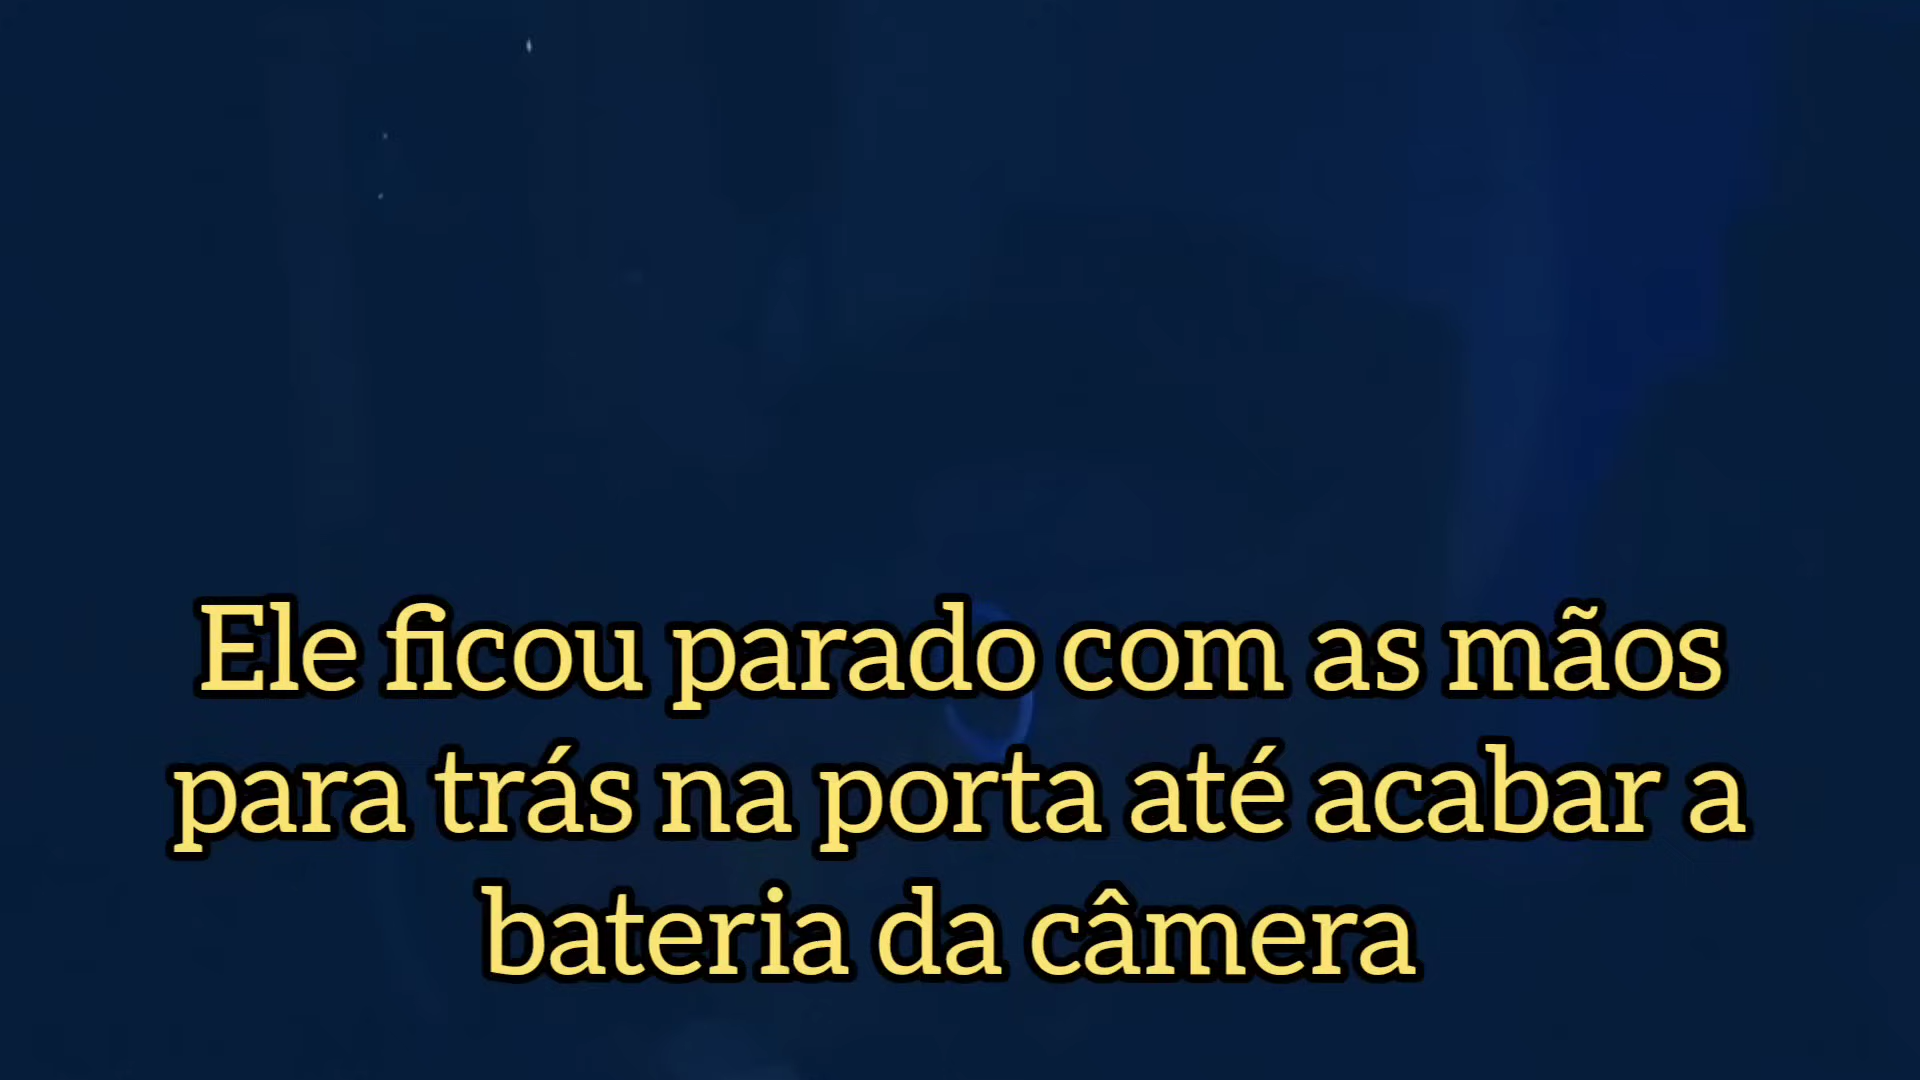 Ele ficou parado com as mãos
para trás na porta até acabar a
bateria da câmera